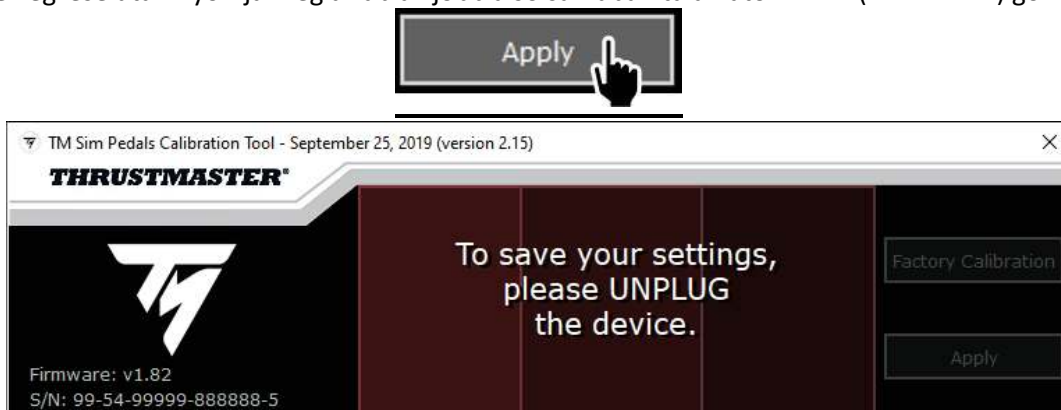 Apply
TM Sim Pedals Calibration Tool - September 25, 2019 (version 2.15)
THRUSTMASTER®
To save your settings,
please UNPLUG
the device.
Factory Calibration
Apply
Firmware: v1.82
S/N: 99-54-99999-888888-5